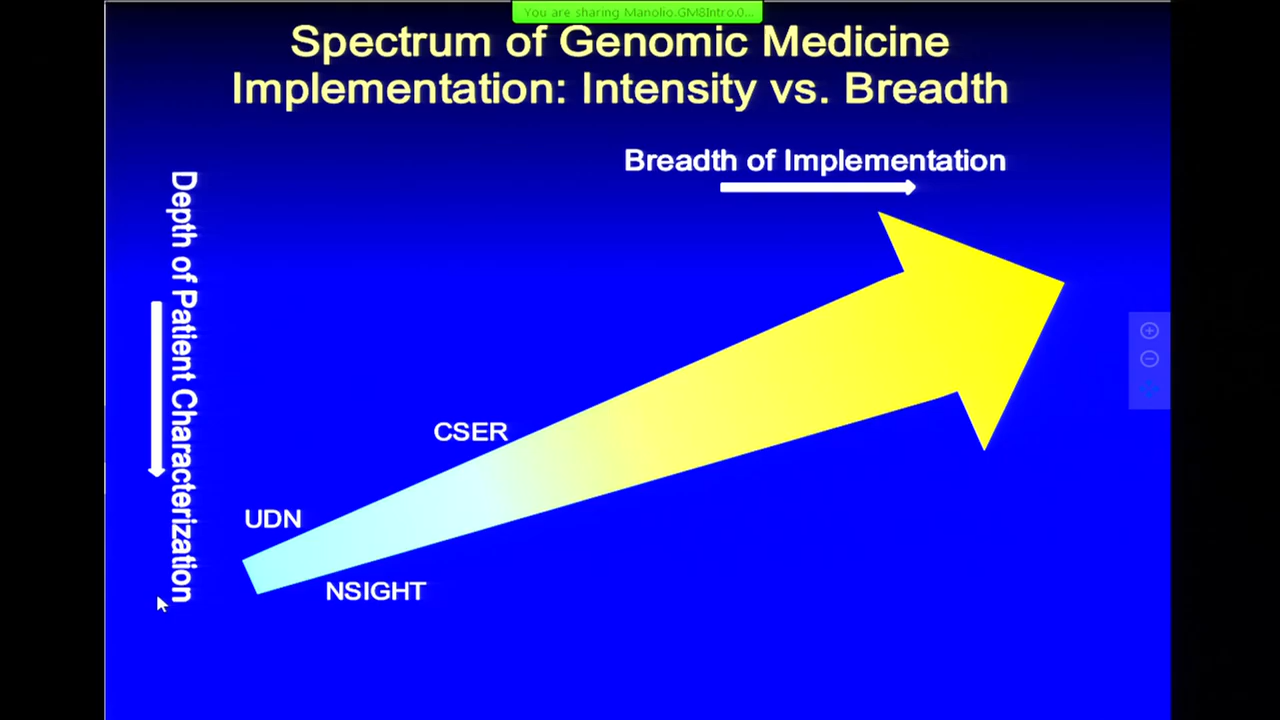 You are sharing Manolio.GM8Intro.0...
Spectrum of Genomic Medicine
Implementation: Intensity vs. Breadth
Breadth of Implementation
Depth of Patient Characterization
CSER
UDN
NSIGHT